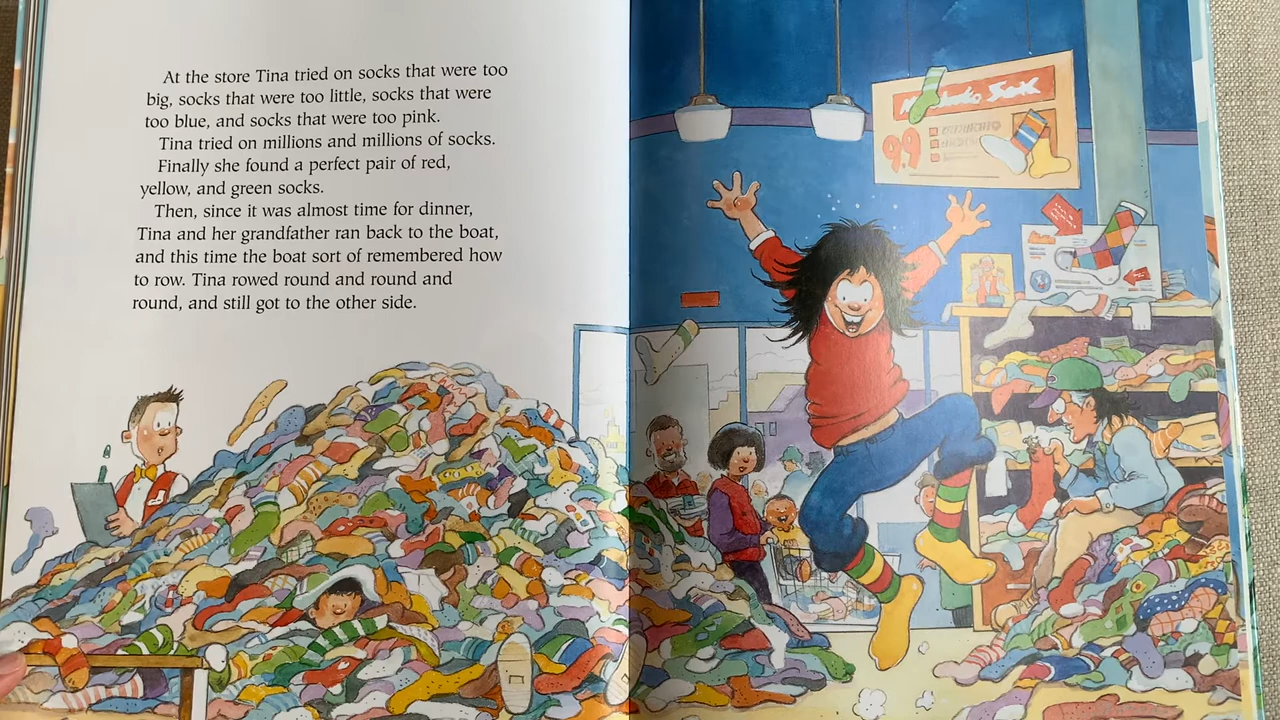 At the store Tina tried on socks that were too
big, socks that were too little, socks that were
too blue, and socks that were too pink.
Tina tried on millions and millions of socks.
Finally she found a perfect pair of red,
yellow, and green socks.
Then, since it was almost time for dinner,
Tina and her grandfather ran back to the boat,
and this time the boat sort of remembered how
to row. Tina rowed round and round and
round, and still got to the other side.
99